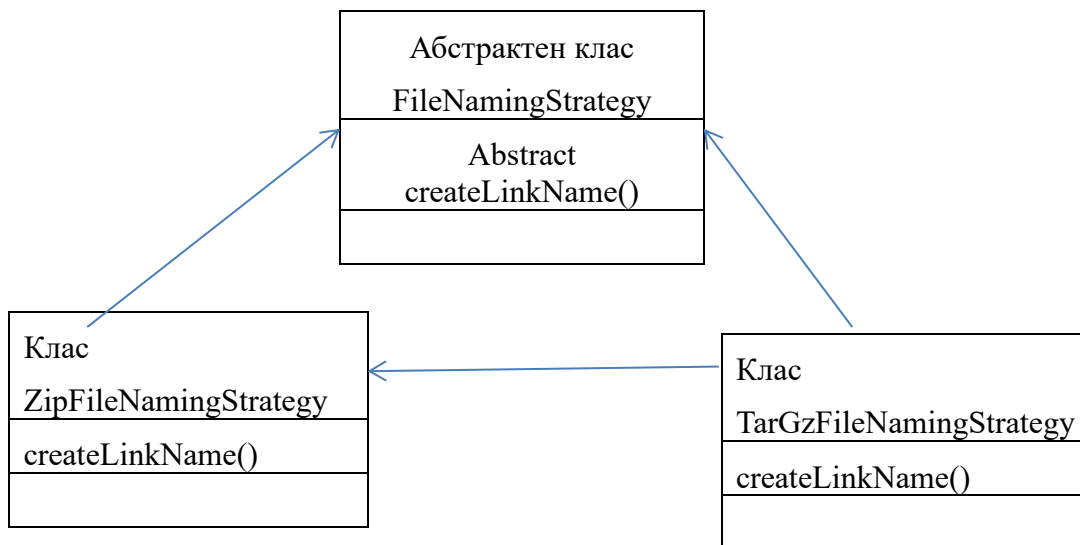 Абстрактен клас
FileNamingStrategy
Abstract
createLinkName()
Клас
ZipFileNamingStrategy
createLinkName()
Клас
TarGzFileNamingStrategy
createLinkName()